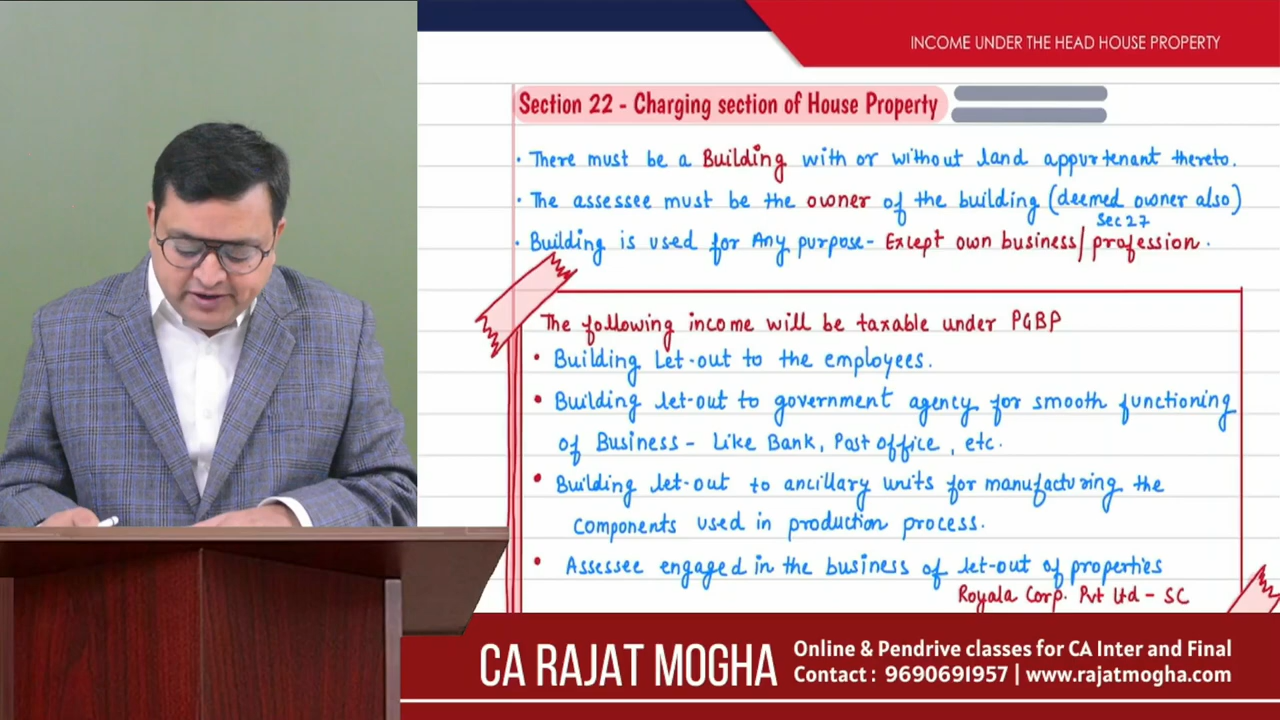 INCOME UNDER THE HEAD HOUSE PROPERTY
Section 22 - Charging section of House Property
• There must be a Building with or without land appurtenant thereto.
• The assessee must be the owner of the building (deemed owner also)
Sec 27
• Building is used for Any purpose - Except own business/profession.
The following income will be taxable under PGBP
• Building Let-out to the employees.
• Building let-out to government agency for smooth functioning
of Business - Like Bank, Post office, etc.
• Building let-out to ancillary units for manufacturing the
components used in production process.
• Assessee engaged in the business of let-out of properties
Royala Corp. Pvt Ltd - SC
CA RAJAT MOGHA
Online & Pendrive classes for CA Inter and Final
Contact : 9690691957 | www.rajatmogha.com